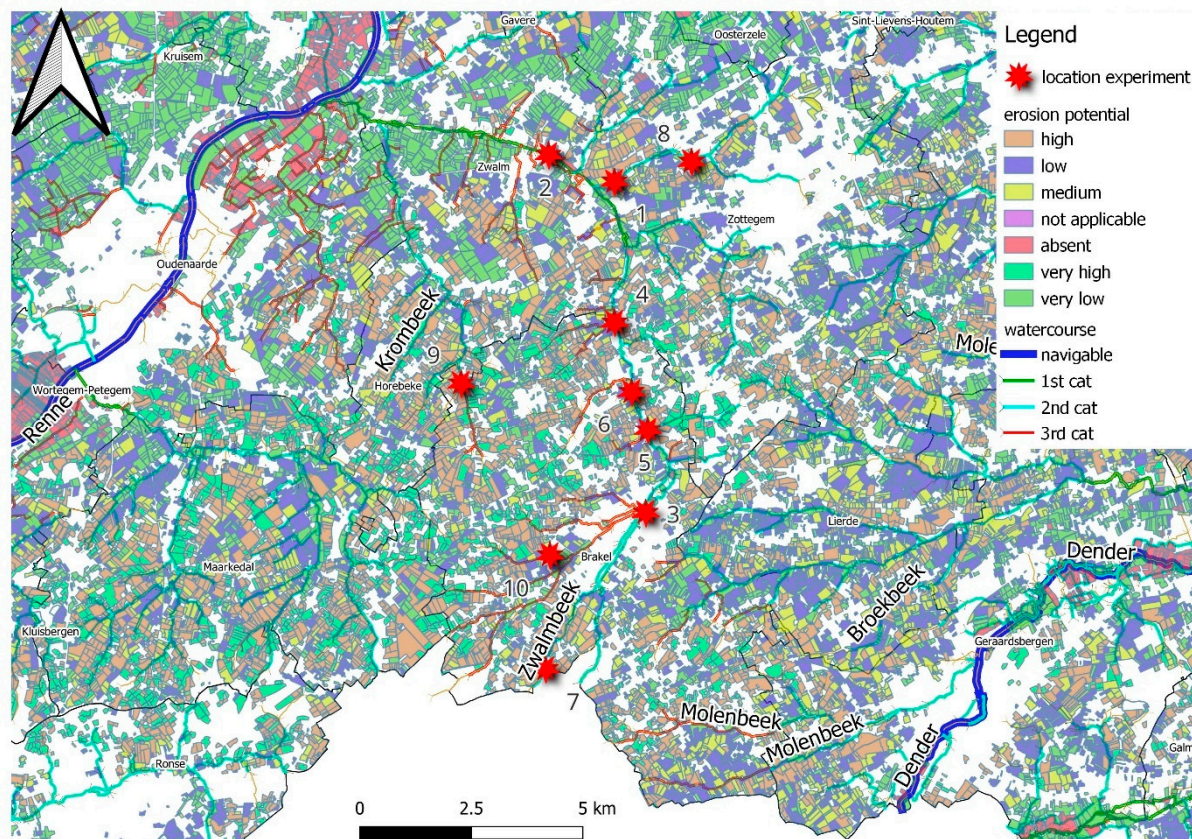 Gavere
Sint-Lievens-Houtem
Oosterzele
Kruisem
Legend
location experiment
erosion potential
high
low
medium
not applicable
absent
very high
very low
watercourse
navigable
1st cat
2nd cat
3rd cat
8
Zwalm
2
1
Zottegem
Oudenaarde
4
Krombeek
9
Horebeke
Mole
Wortegem-Petegem
Renne
6
5
3
Lierde
Brakel
Maarkedal
10
Dender
Broekbeek
Kluisbergen
Geraardsbergen
Zwalmbeek
7
Molenbeek
Molenbeek
Dender
Galm
Ronse
0 2.5 5 km